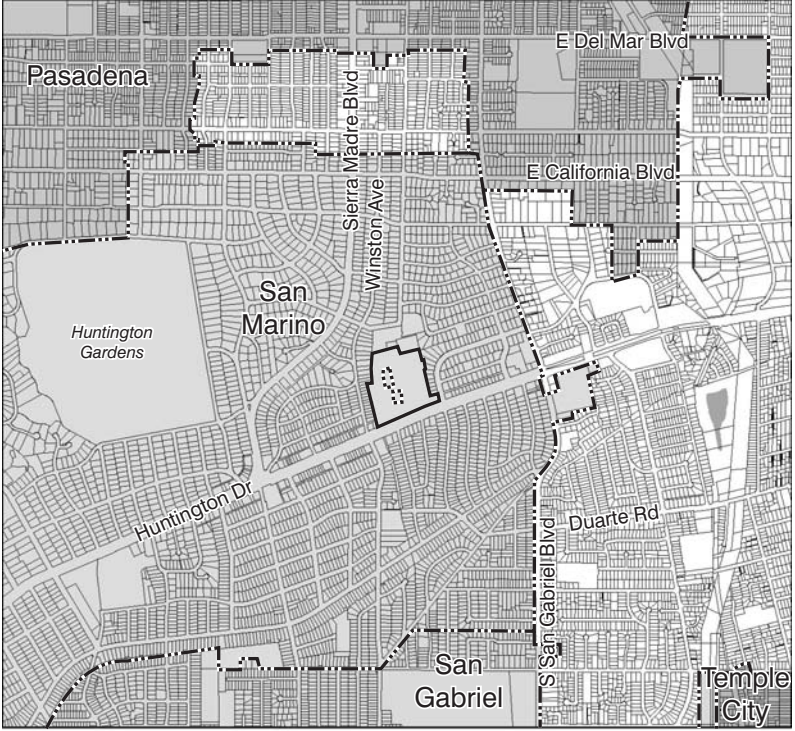 E Del Mar Blvd
Pasadena
Sierra Madre Blvd
E California Blvd
Winston Ave
San
Marino
Huntington
Gardens
Huntington Dr
Duarte Rd
S San Gabriel Blvd
San
Gabriel
Temple
City